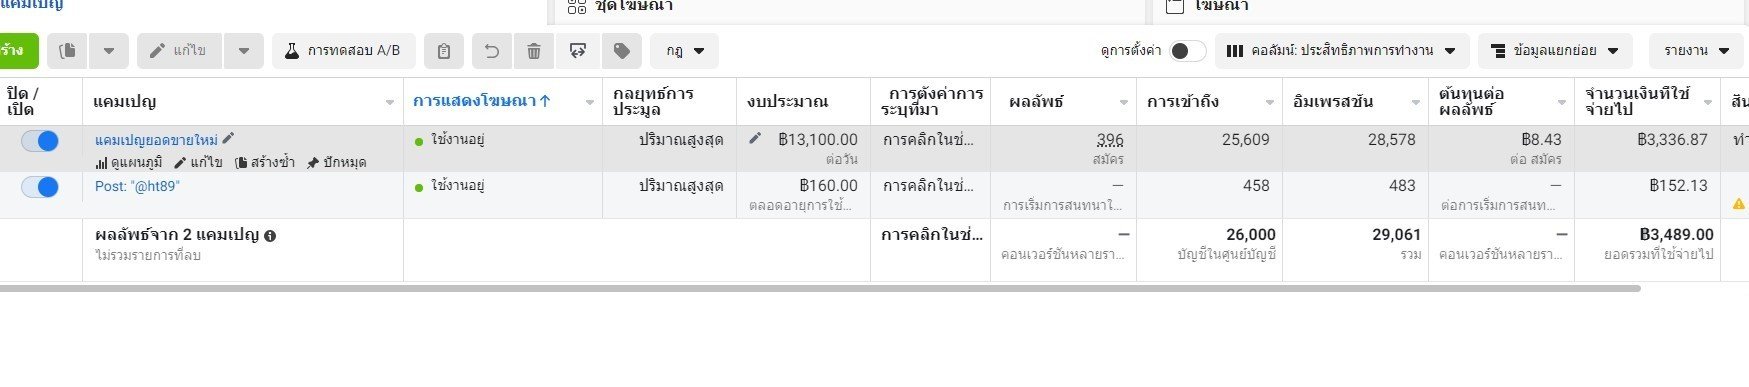 แคมเปญ
ชุดโฆษณา
โฆษณา
แก้ไข
การทดสอบ A/B
กฎ
ดูการตั้งค่า
คอลัมน์: ประสิทธิภาพการทำงาน
ข้อมูลแยกย่อย
รายงาน
ปิด / เปิด
แคมเปญ
การแสดงโฆษณา↑
กลยุทธ์การประมูล
งบประมาณ
การตั้งค่าการระบุที่มา
ผลลัพธ์
การเข้าถึง
อิมเพรสชัน
ต้นทุนต่อผลลัพธ์
จำนวนเงินที่ใช้จ่ายไป
แคมเปญยอดขายใหม่
ดูแผนภูมิ แก้ไข สร้างซ้ำ ปักหมุด
ใช้งานอยู่
ปริมาณสูงสุด
฿13,100.00
ต่อวัน
การคลิกในช่...
396
สมัคร
25,609
28,578
฿8.43
ต่อ สมัคร
฿3,336.87
Post: "@ht89"
ใช้งานอยู่
ปริมาณสูงสุด
฿160.00
ตลอดอายุการใช้...
การคลิกในช่...
—
การเริ่มการสนทนาใ...
458
483
—
ต่อการเริ่มการสนท...
฿152.13
ผลลัพธ์จาก 2 แคมเปญ
ไม่รวมรายการที่ลบ
การคลิกในช่...
—
คอนเวอร์ชันหลายรา...
26,000
บัญชีในศูนย์บัญชี
29,061
รวม
—
คอนเวอร์ชันหลายรา...
฿3,489.00
ยอดรวมที่ใช้จ่ายไป